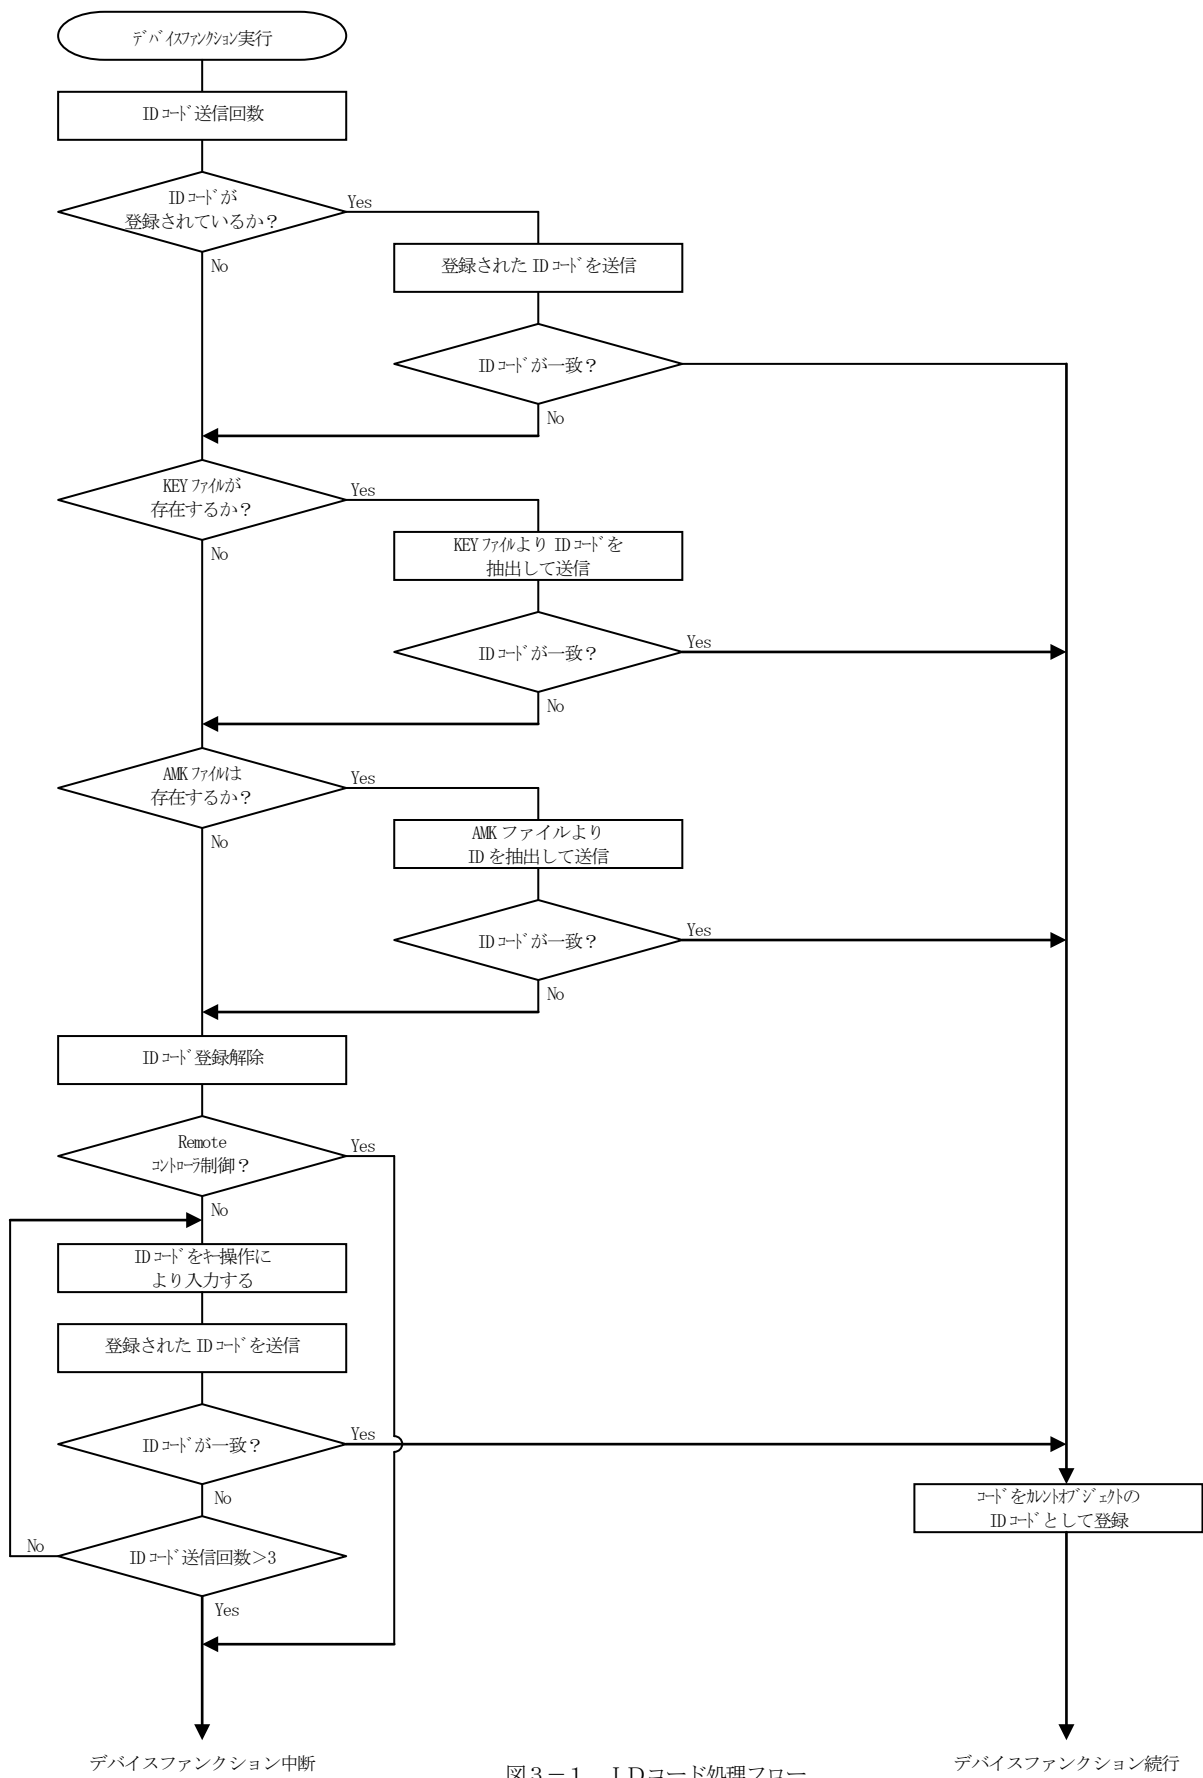 デバイスファンクション実行
IDコード送信回数
IDコードが
登録されているか？
Yes
No
登録されたIDコードを送信
IDコードが一致？
No
KEYファイルが
存在するか？
Yes
No
KEYファイルよりIDコードを
抽出して送信
IDコードが一致？
Yes
No
AMKファイルは
存在するか？
Yes
No
AMKファイルより
IDを抽出して送信
IDコードが一致？
Yes
No
IDコード登録解除
Remote
コントローラ制御？
Yes
No
IDコードをキー操作に
より入力する
登録されたIDコードを送信
IDコードが一致？
Yes
No
コードをカレントオブジェクトの
IDコードとして登録
No
IDコード送信回数＞3
Yes
デバイスファンクション中断
デバイスファンクション続行
図３－１　ＩＤコード処理フロー